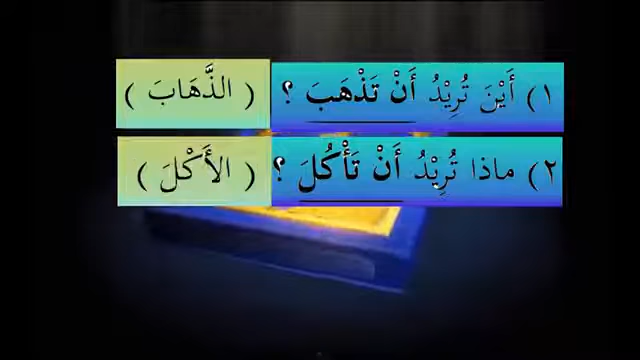 ١) أَيْنَ تُرِيْدُ أَنْ تَذْهَبَ ؟ ( الذَّهَابَ )
٢) ماذا تُرِيْدُ أَنْ تَأْكُلَ ؟ ( الأَكْلَ )